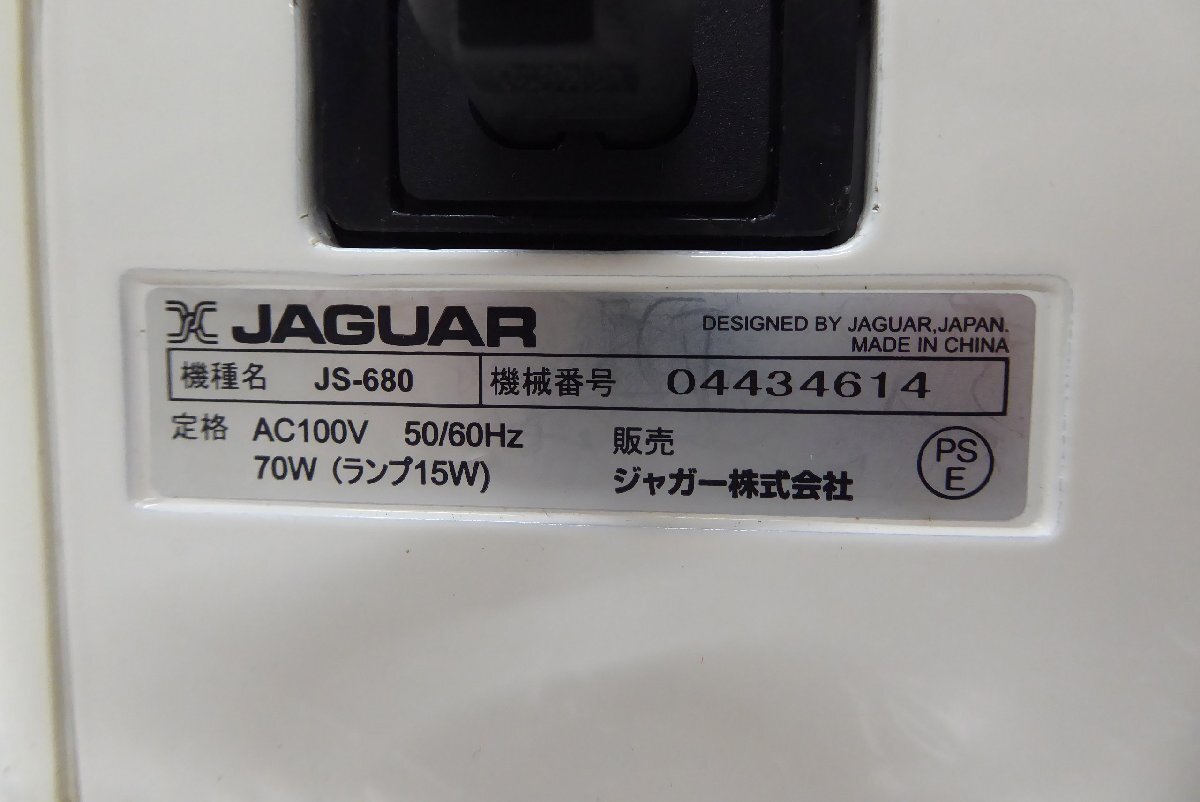 JAGUAR
DESIGNED BY JAGUAR,JAPAN.
MADE IN CHINA
機種名 JS-680 機械番号 04434614
定格 AC100V 50/60Hz
70W (ランプ15W)
販売
ジャガー株式会社
PS
E